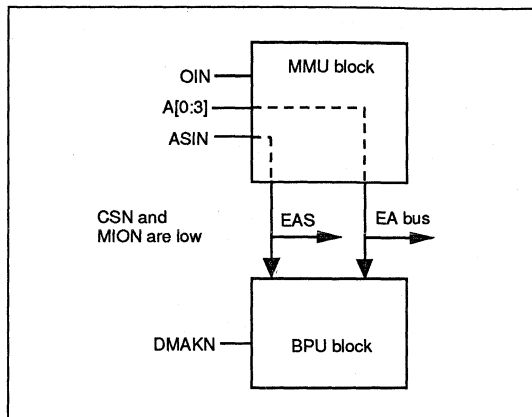 MMU block
OIN
A[0:3]
ASIN
CSN and
MION are low
EAS
EA bus
DMAKN
BPU block